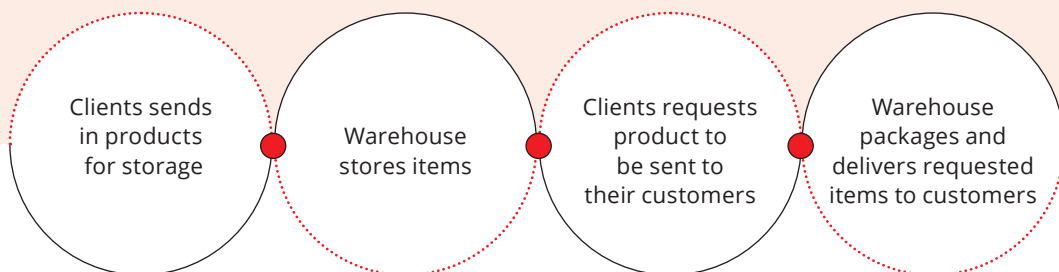 Clients sends
in products
for storage
Warehouse
stores items
Clients requests
product to
be sent to
their customers
Warehouse
packages and
delivers requested
items to customers